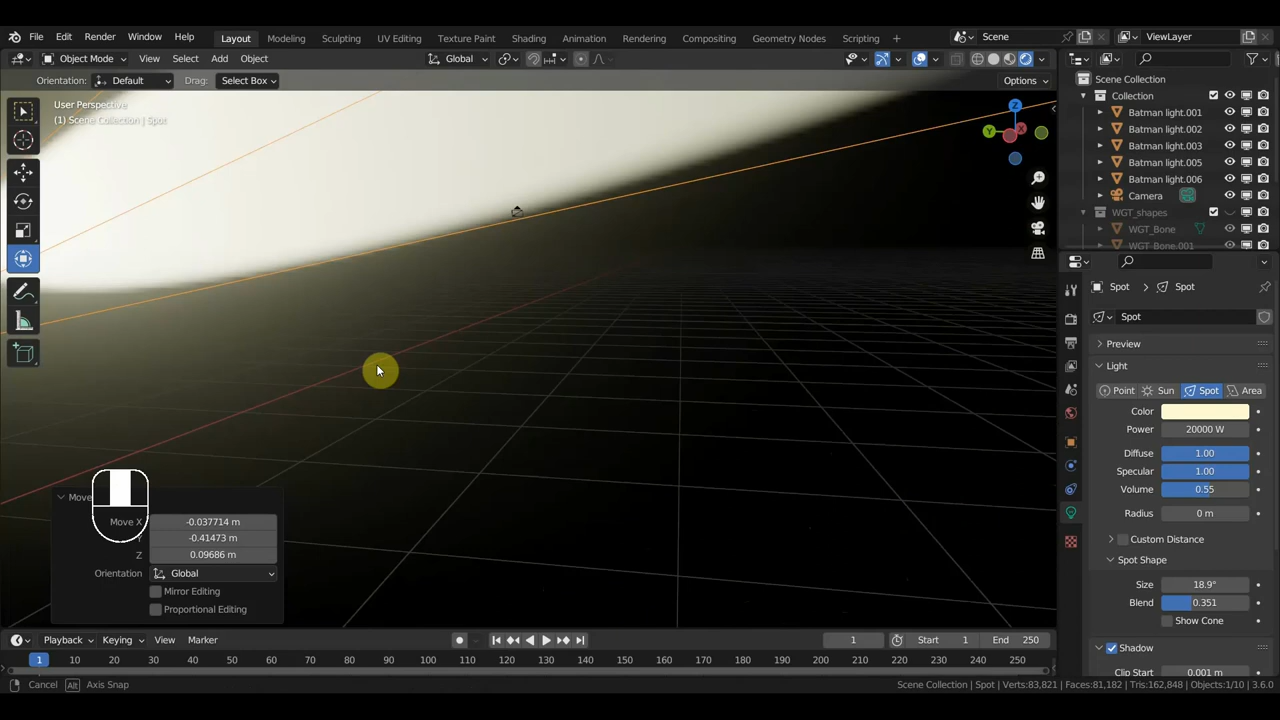 File Edit Render Window Help Layout Modeling Sculpting UV Editing Texture Paint Shading Animation Rendering Compositing Geometry Nodes Scripting + Scene ViewLayer
Object Mode View Select Add Object Global
Orientation: Default Drag: Select Box Options
User Perspective
(1) Scene Collection | Spot
Z
Y
X
Scene Collection
Collection
Batman light.001
Batman light.002
Batman light.003
Batman light.005
Batman light.006
Camera
WGT_shapes
WGT_Bone
WGT_Bone.001
Spot Spot
Spot
Preview
Light
Point Sun Spot Area
Color
Power 20000 W
Diffuse 1.00
Specular 1.00
Volume 0.55
Radius 0 m
Custom Distance
Spot Shape
Size 18.9°
Blend 0.351
Show Cone
Shadow
Clip Start 0.001 m
Move
Move X -0.037714 m
Y -0.41473 m
Z 0.09686 m
Orientation Global
Mirror Editing
Proportional Editing
Playback Keying View Marker 1 Start 1 End 250
1 10 20 30 40 50 60 70 80 90 100 110 120 130 140 150 160 170 180 190 200 210 220 230 240 250
Cancel Alt Axis Snap Scene Collection | Spot | Verts:83,821 | Faces:81,182 | Tris:162,848 | Objects:1/10 | 3.6.0